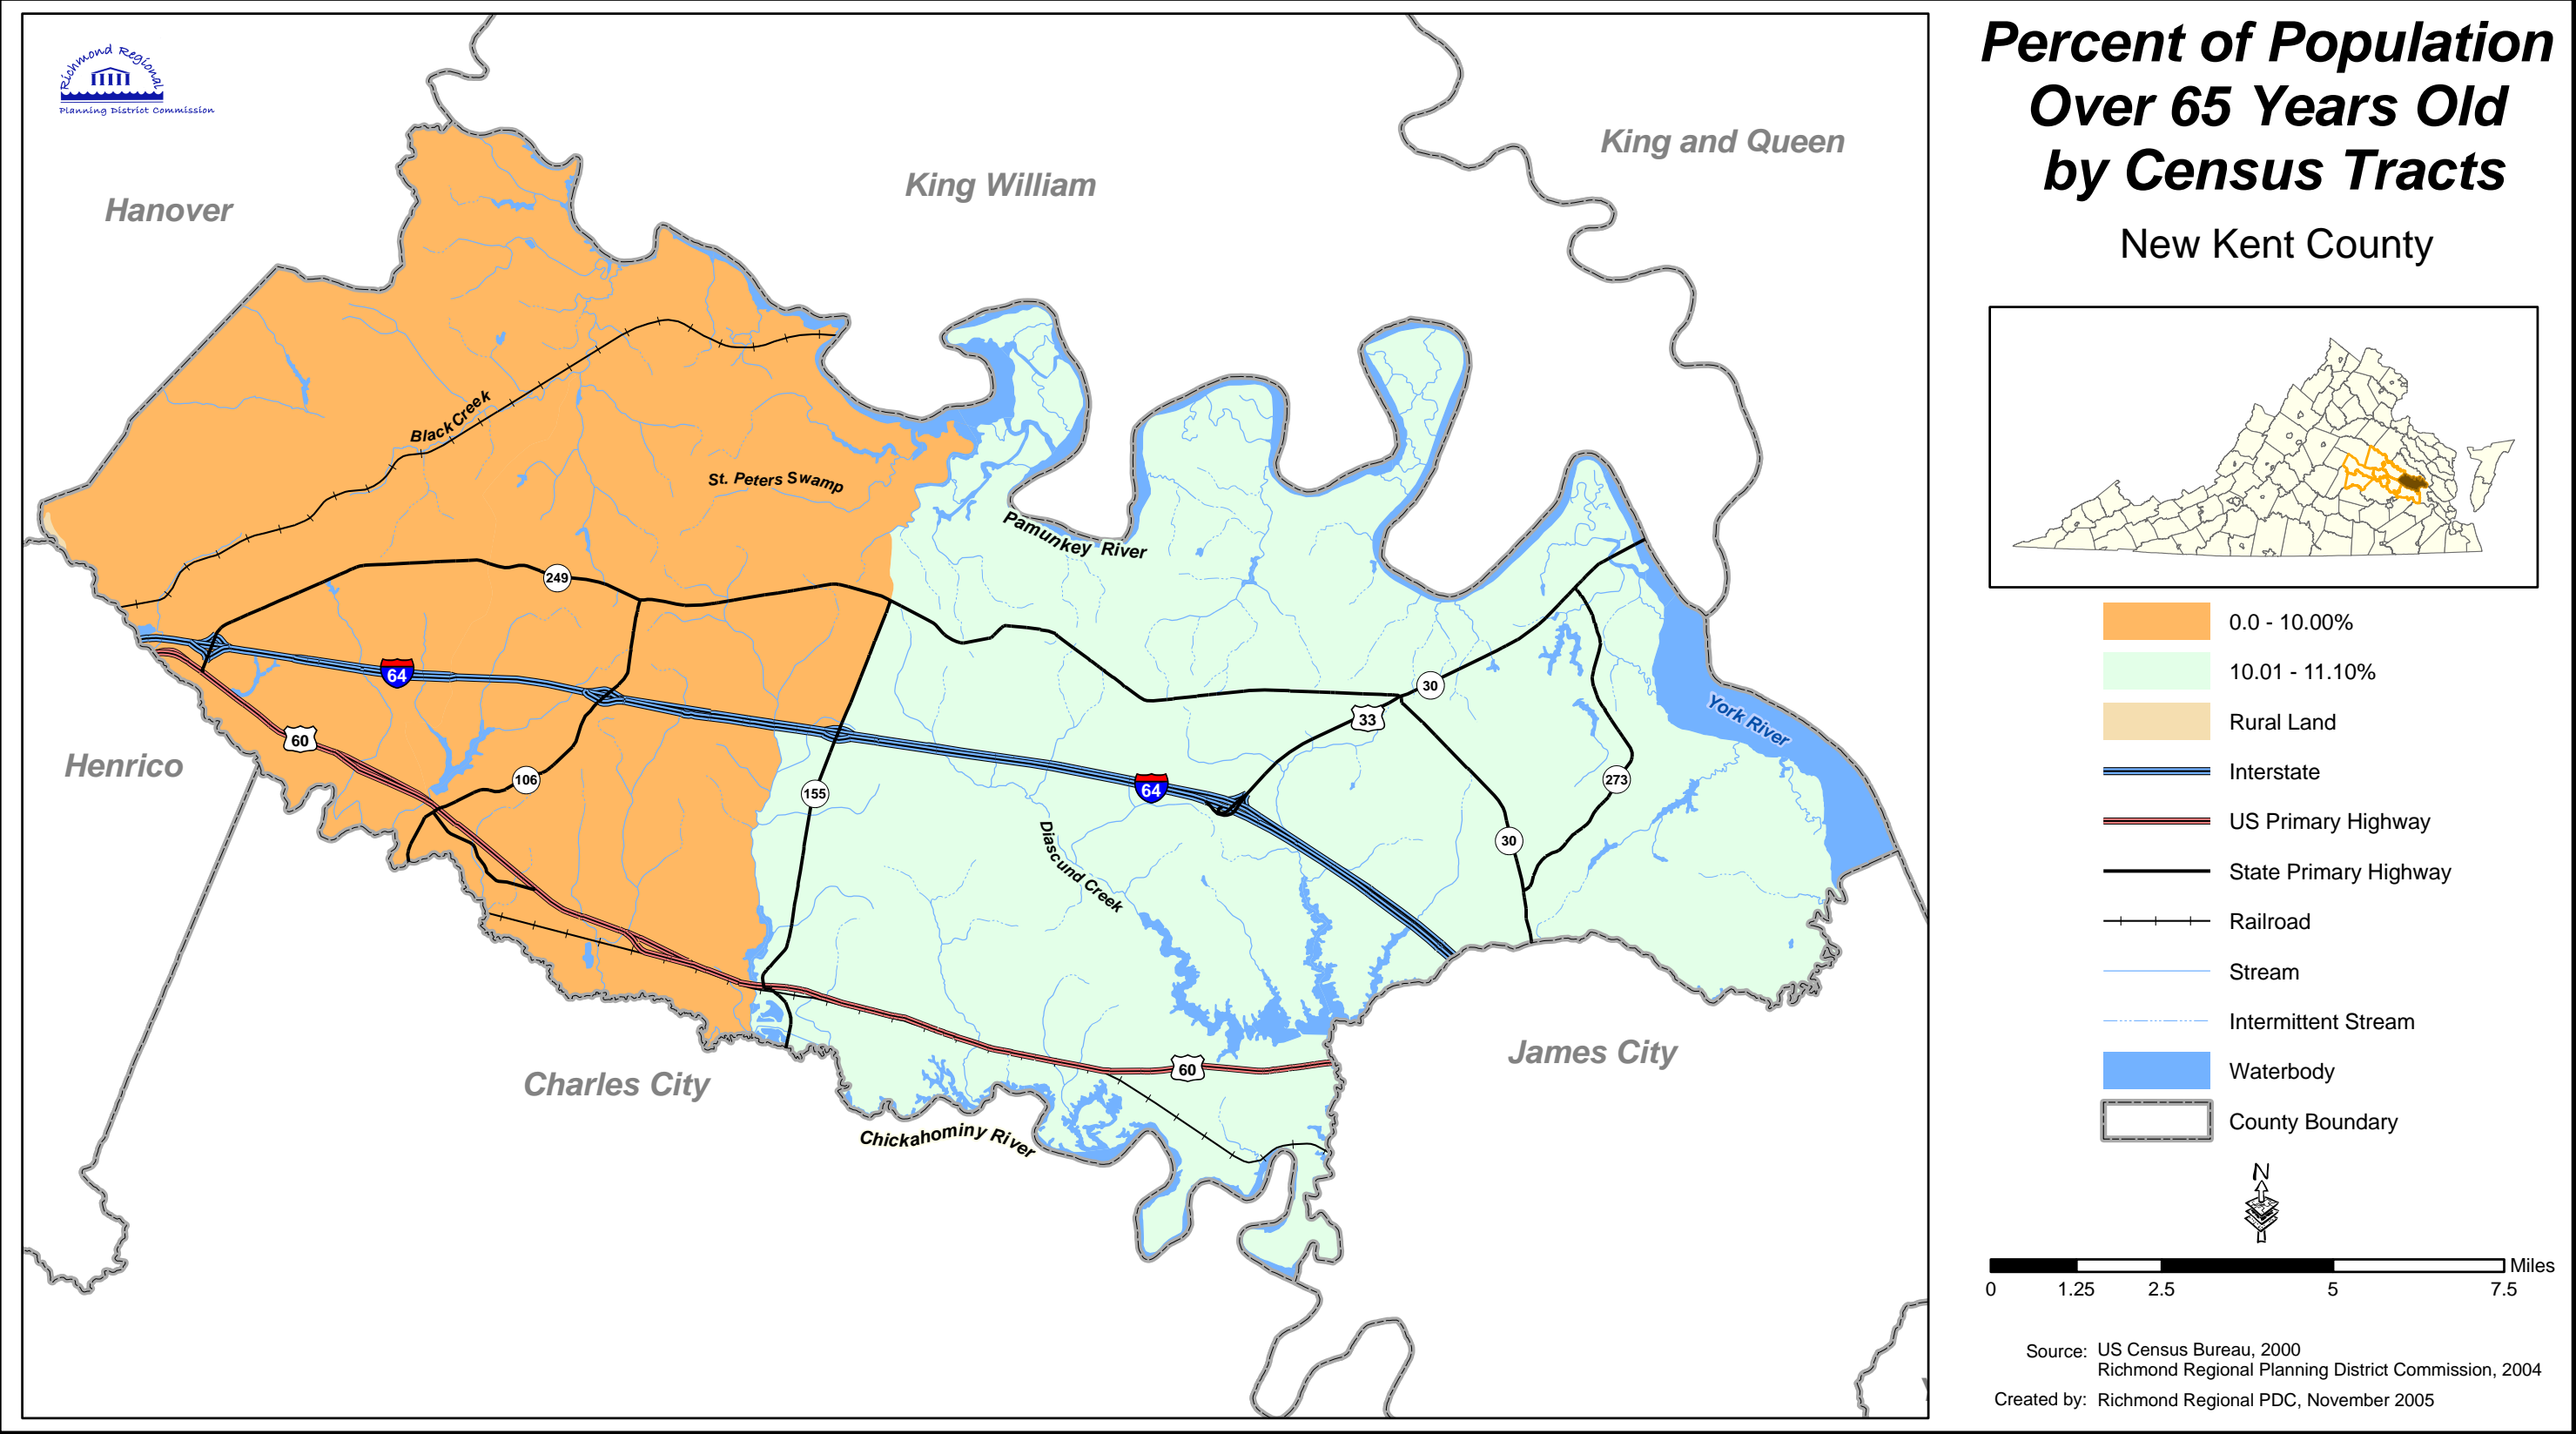 Richmond Regional
Planning District Commission
Percent of Population
Over 65 Years Old
by Census Tracts
New Kent County
Hanover
King William
King and Queen
Henrico
Charles City
James City
Black Creek
St. Peters Swamp
Pamunkey River
York River
Diascund Creek
Chickahominy River
249
64
60
106
155
64
33
30
273
30
60
0.0 - 10.00%
10.01 - 11.10%
Rural Land
Interstate
US Primary Highway
State Primary Highway
Railroad
Stream
Intermittent Stream
Waterbody
County Boundary
N
Miles
0 1.25 2.5 5 7.5
Source: US Census Bureau, 2000
Richmond Regional Planning District Commission, 2004
Created by: Richmond Regional PDC, November 2005